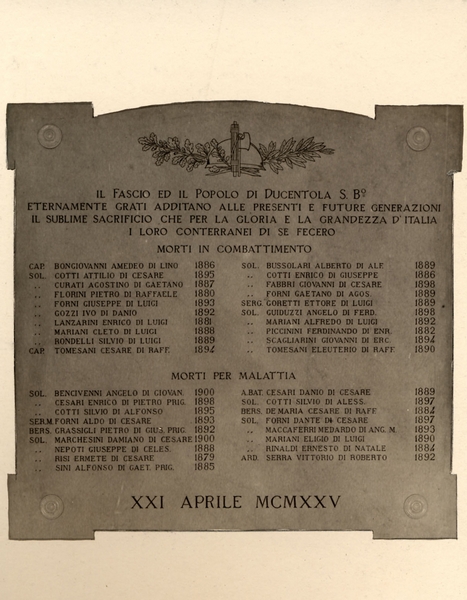 IL FASCIO ED IL POPOLO DI DUCENTOLA S. Bº
ETERNAMENTE GRATI ADDITANO ALLE PRESENTI E FUTURE GENERAZIONI
IL SUBLIME SACRIFICIO CHE PER LA GLORIA E LA GRANDEZZA D'ITALIA
I LORO CONTERRANEI DI SE FECERO
MORTI IN COMBATTIMENTO
CAP. BONGIOVANNI AMEDEO DI LINO 1886
SOL. COTTI ATTILIO DI CESARE 1895
,, CURATI AGOSTINO DI GAETANO 1887
,, FLORINI PIETRO DI RAFFAELE 1880
,, FORNI GIUSEPPE DI LUIGI 1893
,, GOZZI IVO DI DANIO 1892
,, LANZARINI ENRICO DI LUIGI 1881
,, MARIANI CLETO DI LUIGI 1888
,, RONDELLI SILVIO DI LUIGI 1889
CAP. TOMESANI CESARE DI RAFF. 1894
SOL. BUSSOLARI ALBERTO DI ALF. 1889
,, COTTI ENRICO DI GIUSEPPE 1886
,, FABBRI GIOVANNI DI CESARE 1898
,, FORNI GAETANO DI AGOS. 1889
SERG. GORETTI ETTORE DI LUIGI 1889
SOL. GUIDUZZI ANGELO DI FERD. 1898
,, MARIANI ALFREDO DI LUIGI 1892
,, PICCININI FERDINANDO DI ENR. 1882
,, SCAGLIARINI GIOVANNI DI ERC. 1894
,, TOMESANI ELEUTERIO DI RAFF. 1890
MORTI PER MALATTIA
SOL. BENCIVENNI ANGELO DI GIOVAN. 1900
,, CESARI ENRICO DI PIETRO PRIG. 1898
,, COTTI SILVIO DI ALFONSO 1895
SERM. FORNI ALDO DI CESARE 1893
BERS. GRASSIGLI PIETRO DI GIUS. PRIG. 1892
SOL. MARCHESINI DAMIANO DI CESARE 1900
,, NEPOTI GIUSEPPE DI CELES. 1888
,, RISI ERMETE DI CESARE 1879
,, SINI ALFONSO DI GAET. PRIG. 1885
A.BAT. CESARI DANIO DI CESARE 1889
SOL. COTTI SILVIO DI ALESS. 1897
BERS. DE MARIA CESARE DI RAFF. 1884
SOL. FORNI DANTE DI CESARE 1897
,, MACCAFERRI MEDARDO DI ANG. M. 1893
,, MARIANI ELIGIO DI LUIGI 1890
,, RINALDI ERNESTO DI NATALE 1884
ARD. SERRA VITTORIO DI ROBERTO 1892
XXI APRILE MCMXXV